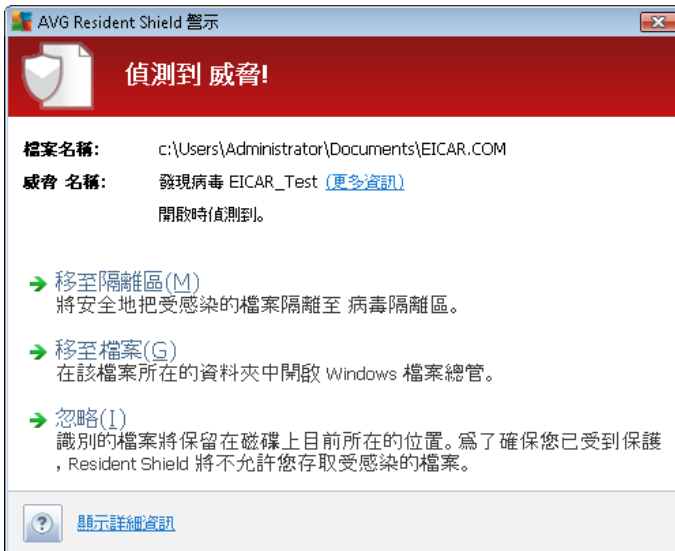 AVG Resident Shield 警示
偵測到 威脅!
檔案名稱: c:\Users\Administrator\Documents\EICAR.COM
威脅 名稱: 發現病毒 EICAR_Test (更多資訊)
開啟時偵測到。
移至隔離區(M)
將安全地把受感染的檔案隔離至 病毒隔離區。
移至檔案(G)
在該檔案所在的資料夾中開啟 Windows 檔案總管。
忽略(I)
識別的檔案將保留在磁碟上目前所在的位置。為了確保您已受到保護
, Resident Shield 將不允許您存取受感染的檔案。
? 顯示詳細資訊